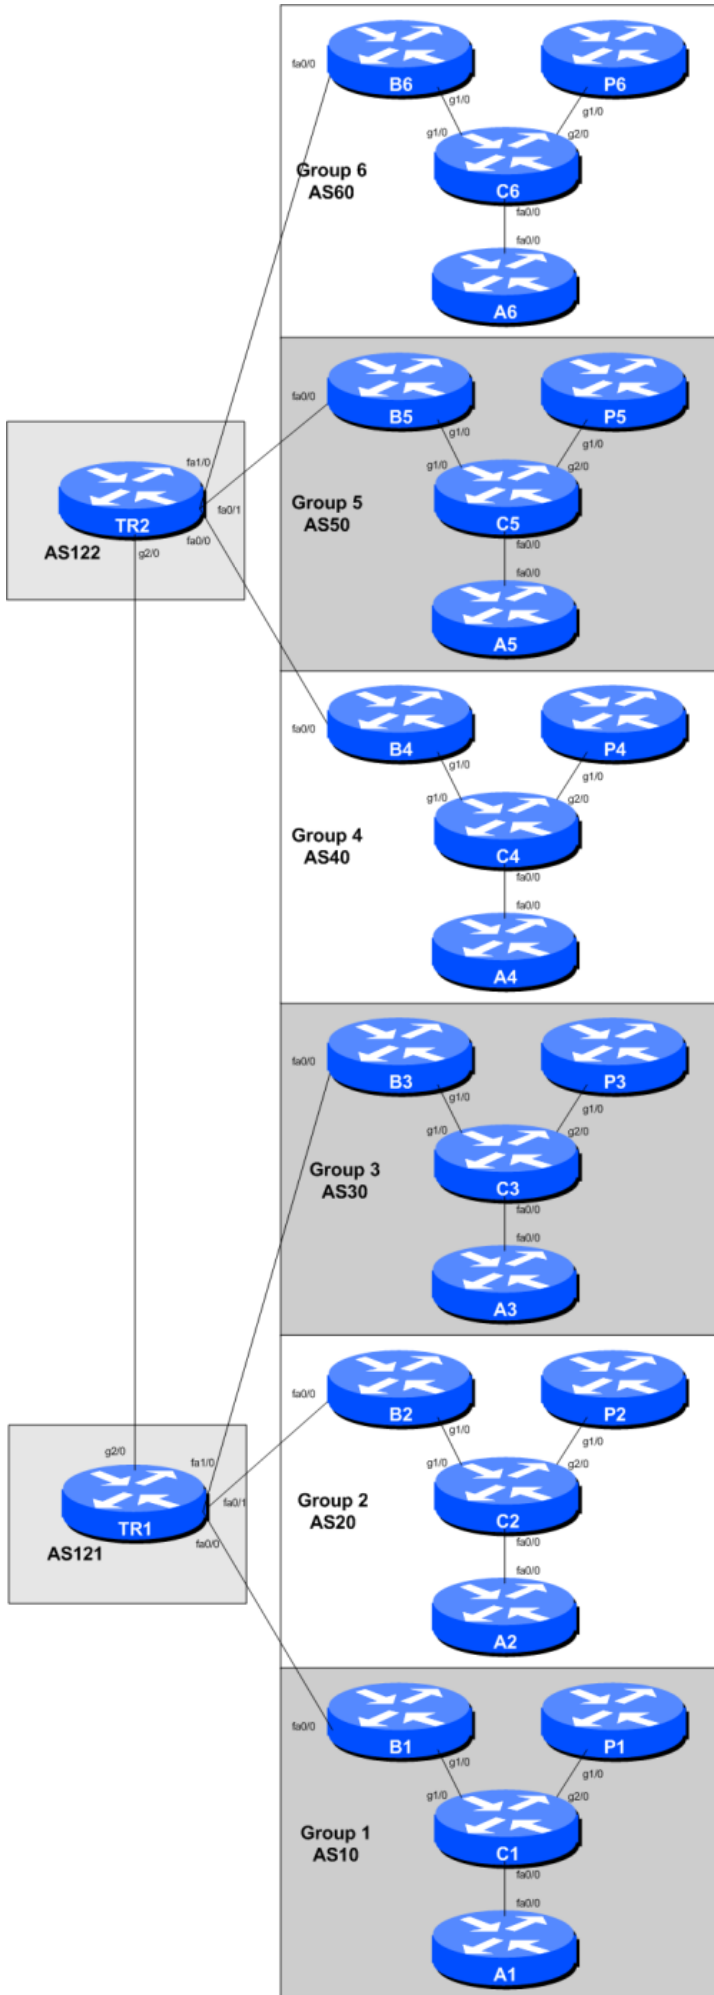 fa0/0
B6
P6
g1/0
g1/0
g1/0
g2/0
Group 6
AS60
C6
fa0/0
fa0/0
A6
fa0/0
B5
P5
g1/0
g1/0
g1/0
g2/0
Group 5
AS50
C5
fa0/0
fa0/0
A5
fa1/0
fa0/1
TR2
fa0/0
AS122
g2/0
fa0/0
B4
P4
g1/0
g1/0
g1/0
g2/0
Group 4
AS40
C4
fa0/0
fa0/0
A4
fa0/0
B3
P3
g1/0
g1/0
g1/0
g2/0
Group 3
AS30
C3
fa0/0
fa0/0
A3
fa0/0
B2
P2
g1/0
g1/0
g1/0
g2/0
Group 2
AS20
C2
fa0/0
fa0/0
A2
g2/0
fa1/0
fa0/1
TR1
fa0/0
AS121
fa0/0
B1
P1
g1/0
g1/0
g1/0
g2/0
Group 1
AS10
C1
fa0/0
fa0/0
A1